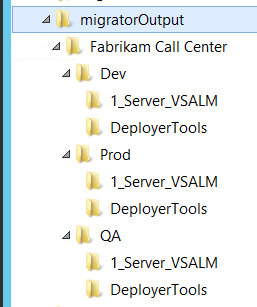 migratorOutput
Fabrikam Call Center
Dev
1_Server_VSALM
DeployerTools
Prod
1_Server_VSALM
DeployerTools
QA
1_Server_VSALM
DeployerTools